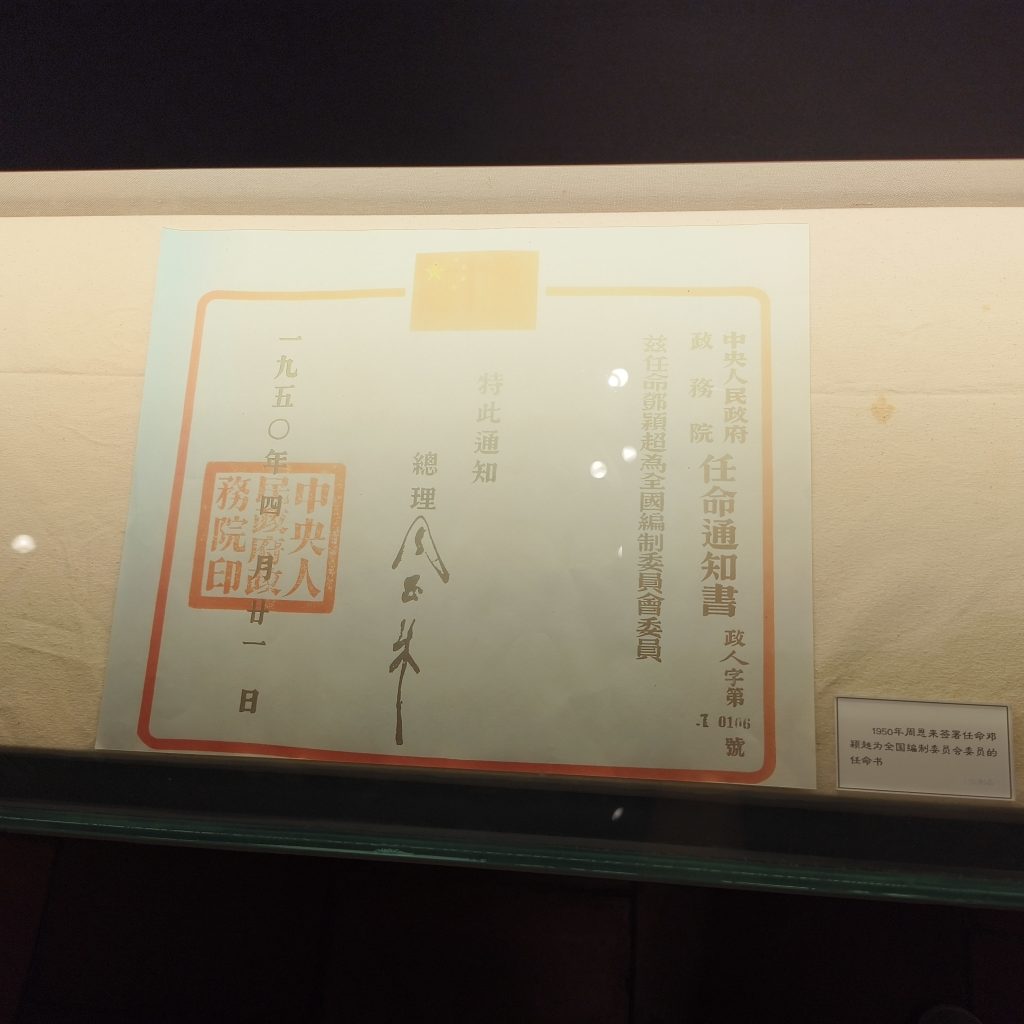 中央人民政府
政務院
任命通知書
政人字第
0106
號
茲任命鄧穎超為全國編制委員會委員
特此通知
總理
周恩来
一九五〇年四月廿一日
中央人
民政府政
務院印
1950年周恩来签署任命邓
颖超为全国编制委员会委员的
任命书